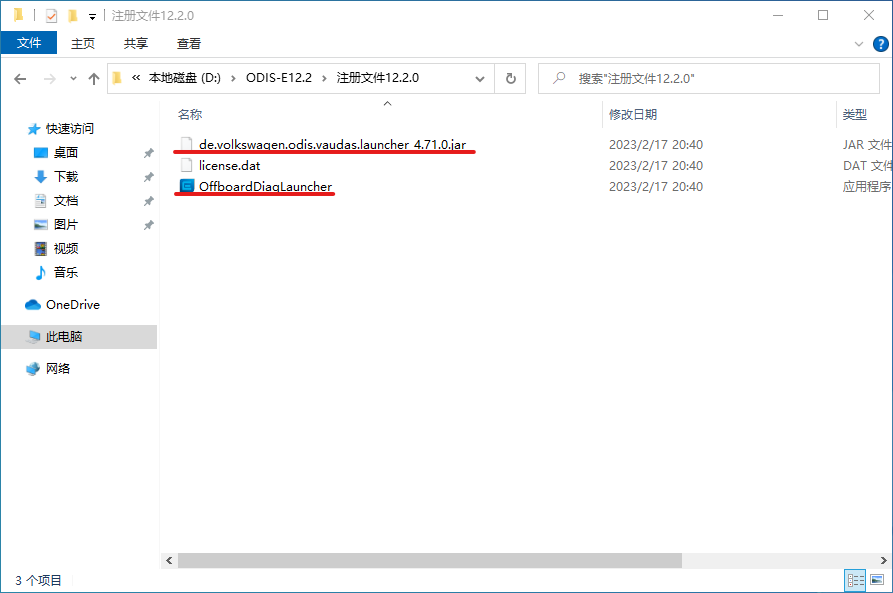 注册文件12.2.0
文件 主页 共享 查看
« 本地磁盘 (D:) › ODIS-E12.2 › 注册文件12.2.0
搜索"注册文件12.2.0"
名称 修改日期 类型
de.volkswagen.odis.vaudas.launcher_4.71.0.jar 2023/2/17 20:40 JAR 文件
license.dat 2023/2/17 20:40 DAT 文件
OffboardDiagLauncher 2023/2/17 20:40 应用程序
快速访问
桌面
下载
文档
图片
视频
音乐
OneDrive
此电脑
网络
3 个项目